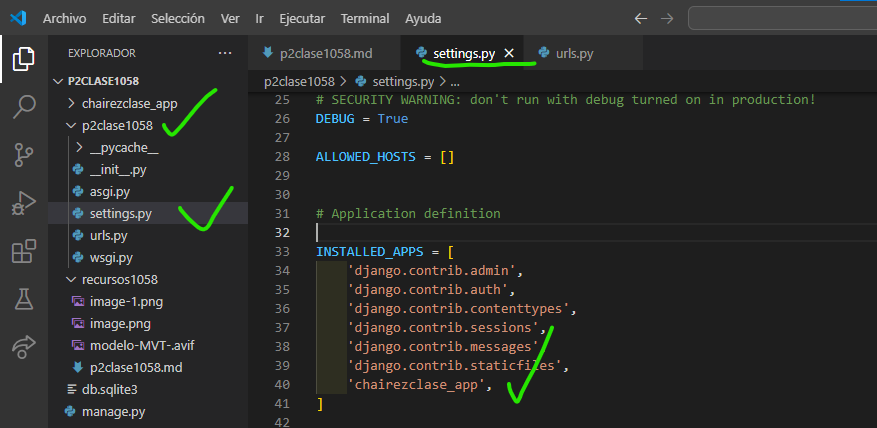 Archivo Editar Selección Ver Ir Ejecutar Terminal Ayuda
EXPLORADOR
P2CLASE1058
chairezclase_app
p2clase1058
__pycache__
__init__.py
asgi.py
settings.py
urls.py
wsgi.py
recursos1058
image-1.png
image.png
modelo-MVT-.avif
p2clase1058.md
db.sqlite3
manage.py
p2clase1058.md settings.py urls.py
p2clase1058 > settings.py > ...
25 # SECURITY WARNING: don't run with debug turned on in production!
26 DEBUG = True
27
28 ALLOWED_HOSTS = []
29
30
31 # Application definition
32
33 INSTALLED_APPS = [
34 'django.contrib.admin',
35 'django.contrib.auth',
36 'django.contrib.contenttypes',
37 'django.contrib.sessions',
38 'django.contrib.messages'
39 'django.contrib.staticfiles',
40 'chairezclase_app',
41 ]
42